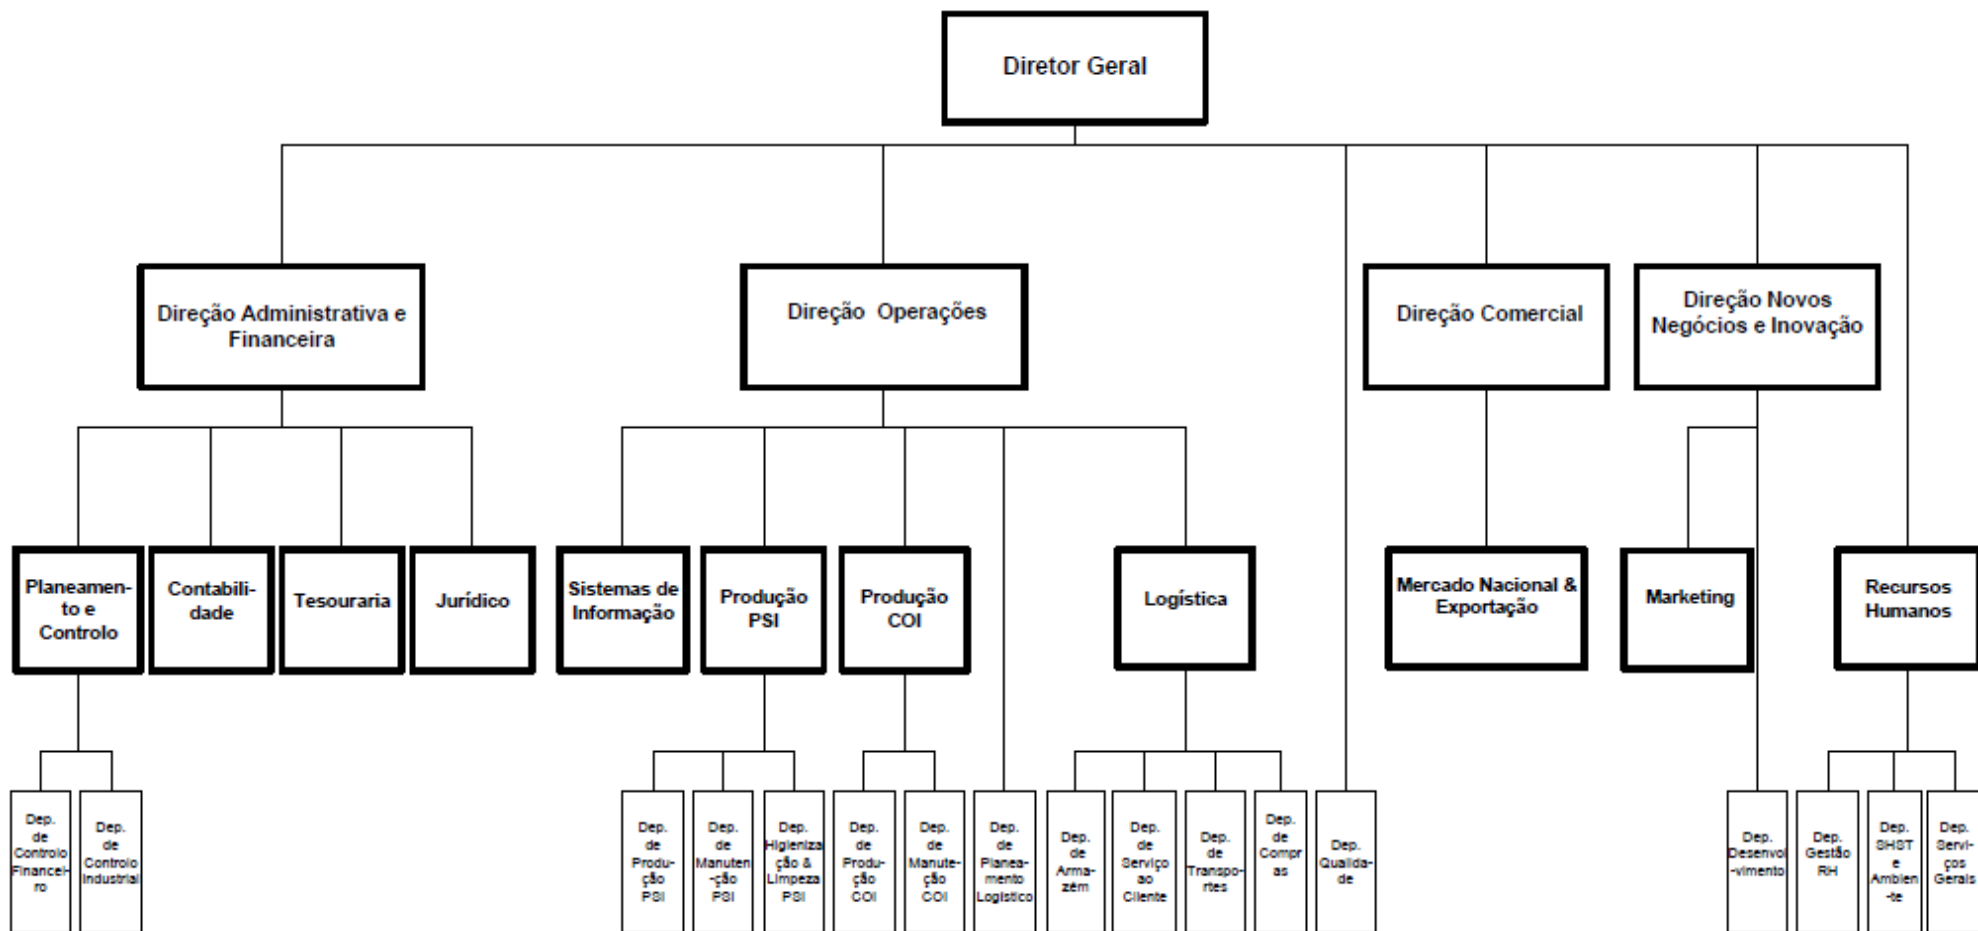 Diretor Geral
Direção Administrativa e
Financeira
Direção Operações
Direção Comercial
Direção Novos
Negócios e Inovação
Planeamen-
to e
Controlo
Contabili-
dade
Tesouraria
Jurídico
Sistemas de
Informação
Produção
PSI
Produção
COI
Logística
Mercado Nacional &
Exportação
Marketing
Recursos
Humanos
Dep.
de
Controlo
Financei-
ro
Dep.
de
Controlo
Industrial
Dep.
de
Produ-
ção
PSI
Dep.
de
Manuten
-ção
PSI
Dep.
Higieniza
ção &
Limpeza
PSI
Dep.
de
Produ-
ção
COI
Dep.
de
Manute-
ção
COI
Dep.
de
Planea-
mento
Logístico
Dep.
de
Arma-
zém
Dep.
de
Serviço
ao
Cliente
Dep.
de
Transpo-
rtes
Dep.
de
Compr
as
Dep.
Qualida-
de
Dep.
Desenvol
-vimento
Dep.
Gestão
RH
Dep.
SHST
e
Ambien
-te
Dep.
Servi-
ços
Gerais